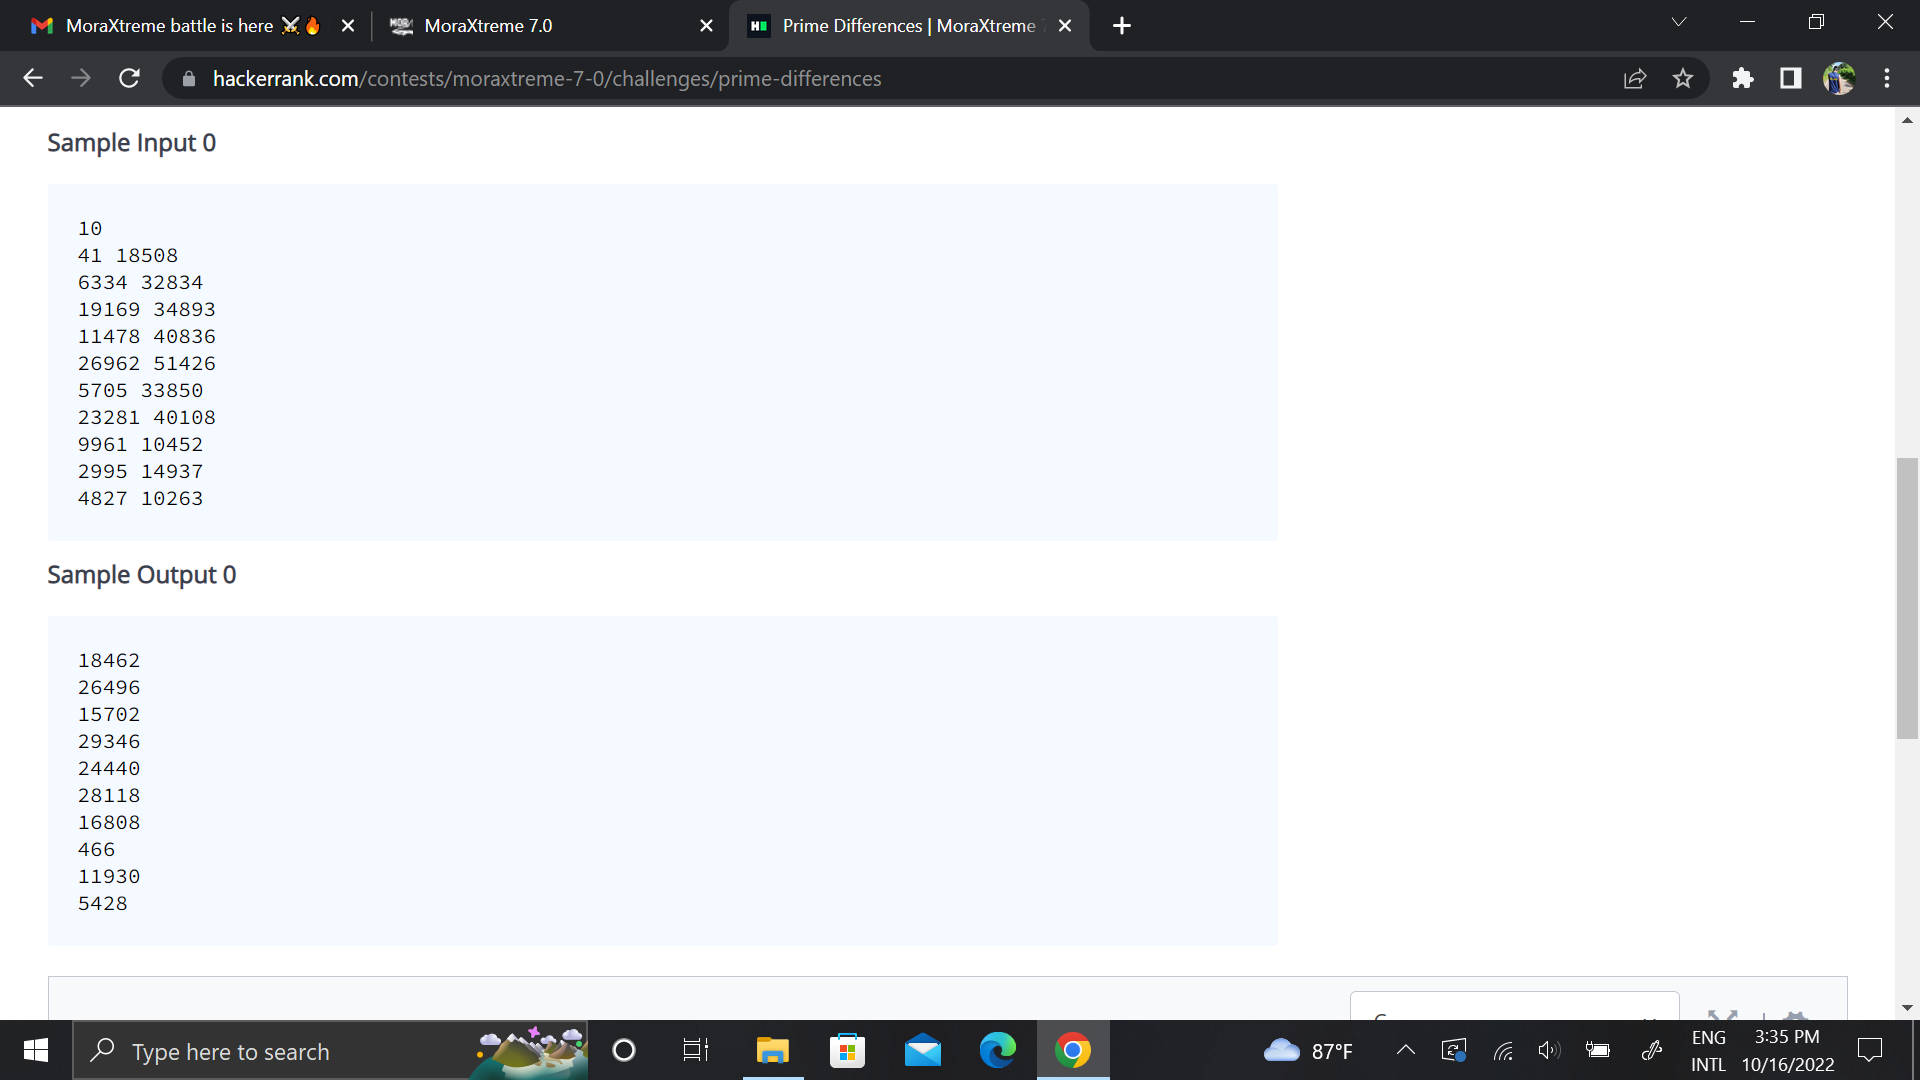 MoraXtreme battle is here ⚔🔥
MoraXtreme 7.0
Prime Differences | MoraXtreme
hackerrank.com/contests/moraxtreme-7-0/challenges/prime-differences
Sample Input 0
10
41 18508
6334 32834
19169 34893
11478 40836
26962 51426
5705 33850
23281 40108
9961 10452
2995 14937
4827 10263
Sample Output 0
18462
26496
15702
29346
24440
28118
16808
466
11930
5428
Type here to search
87°F
ENG
INTL
3:35 PM
10/16/2022